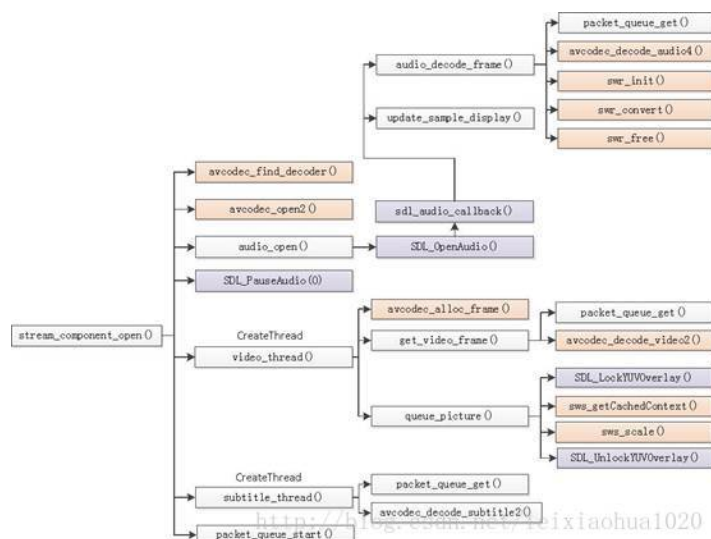 packet_queue_get()
avcodec_decode_audio4()
audio_decode_frame()
swr_init()
swr_convert()
update_sample_display()
swr_free()
avcodec_find_decoder()
avcodec_open2()
sdl_audio_callback()
audio_open()
SDL_OpenAudio()
SDL_PauseAudio(0)
avcodec_alloc_frame()
packet_queue_get()
stream_component_open()
CreateThread
video_thread()
get_video_frame()
avcodec_decode_video2()
SDL_LockYUVOverlay()
sws_getCachedContext()
queue_picture()
sws_scale()
SDL_UnlockYUVOverlay()
CreateThread
subtitle_thread()
packet_queue_get()
avcodec_decode_subtitle2()
packet_queue_start()
http://blog.csdn.net/leixiaohua1020